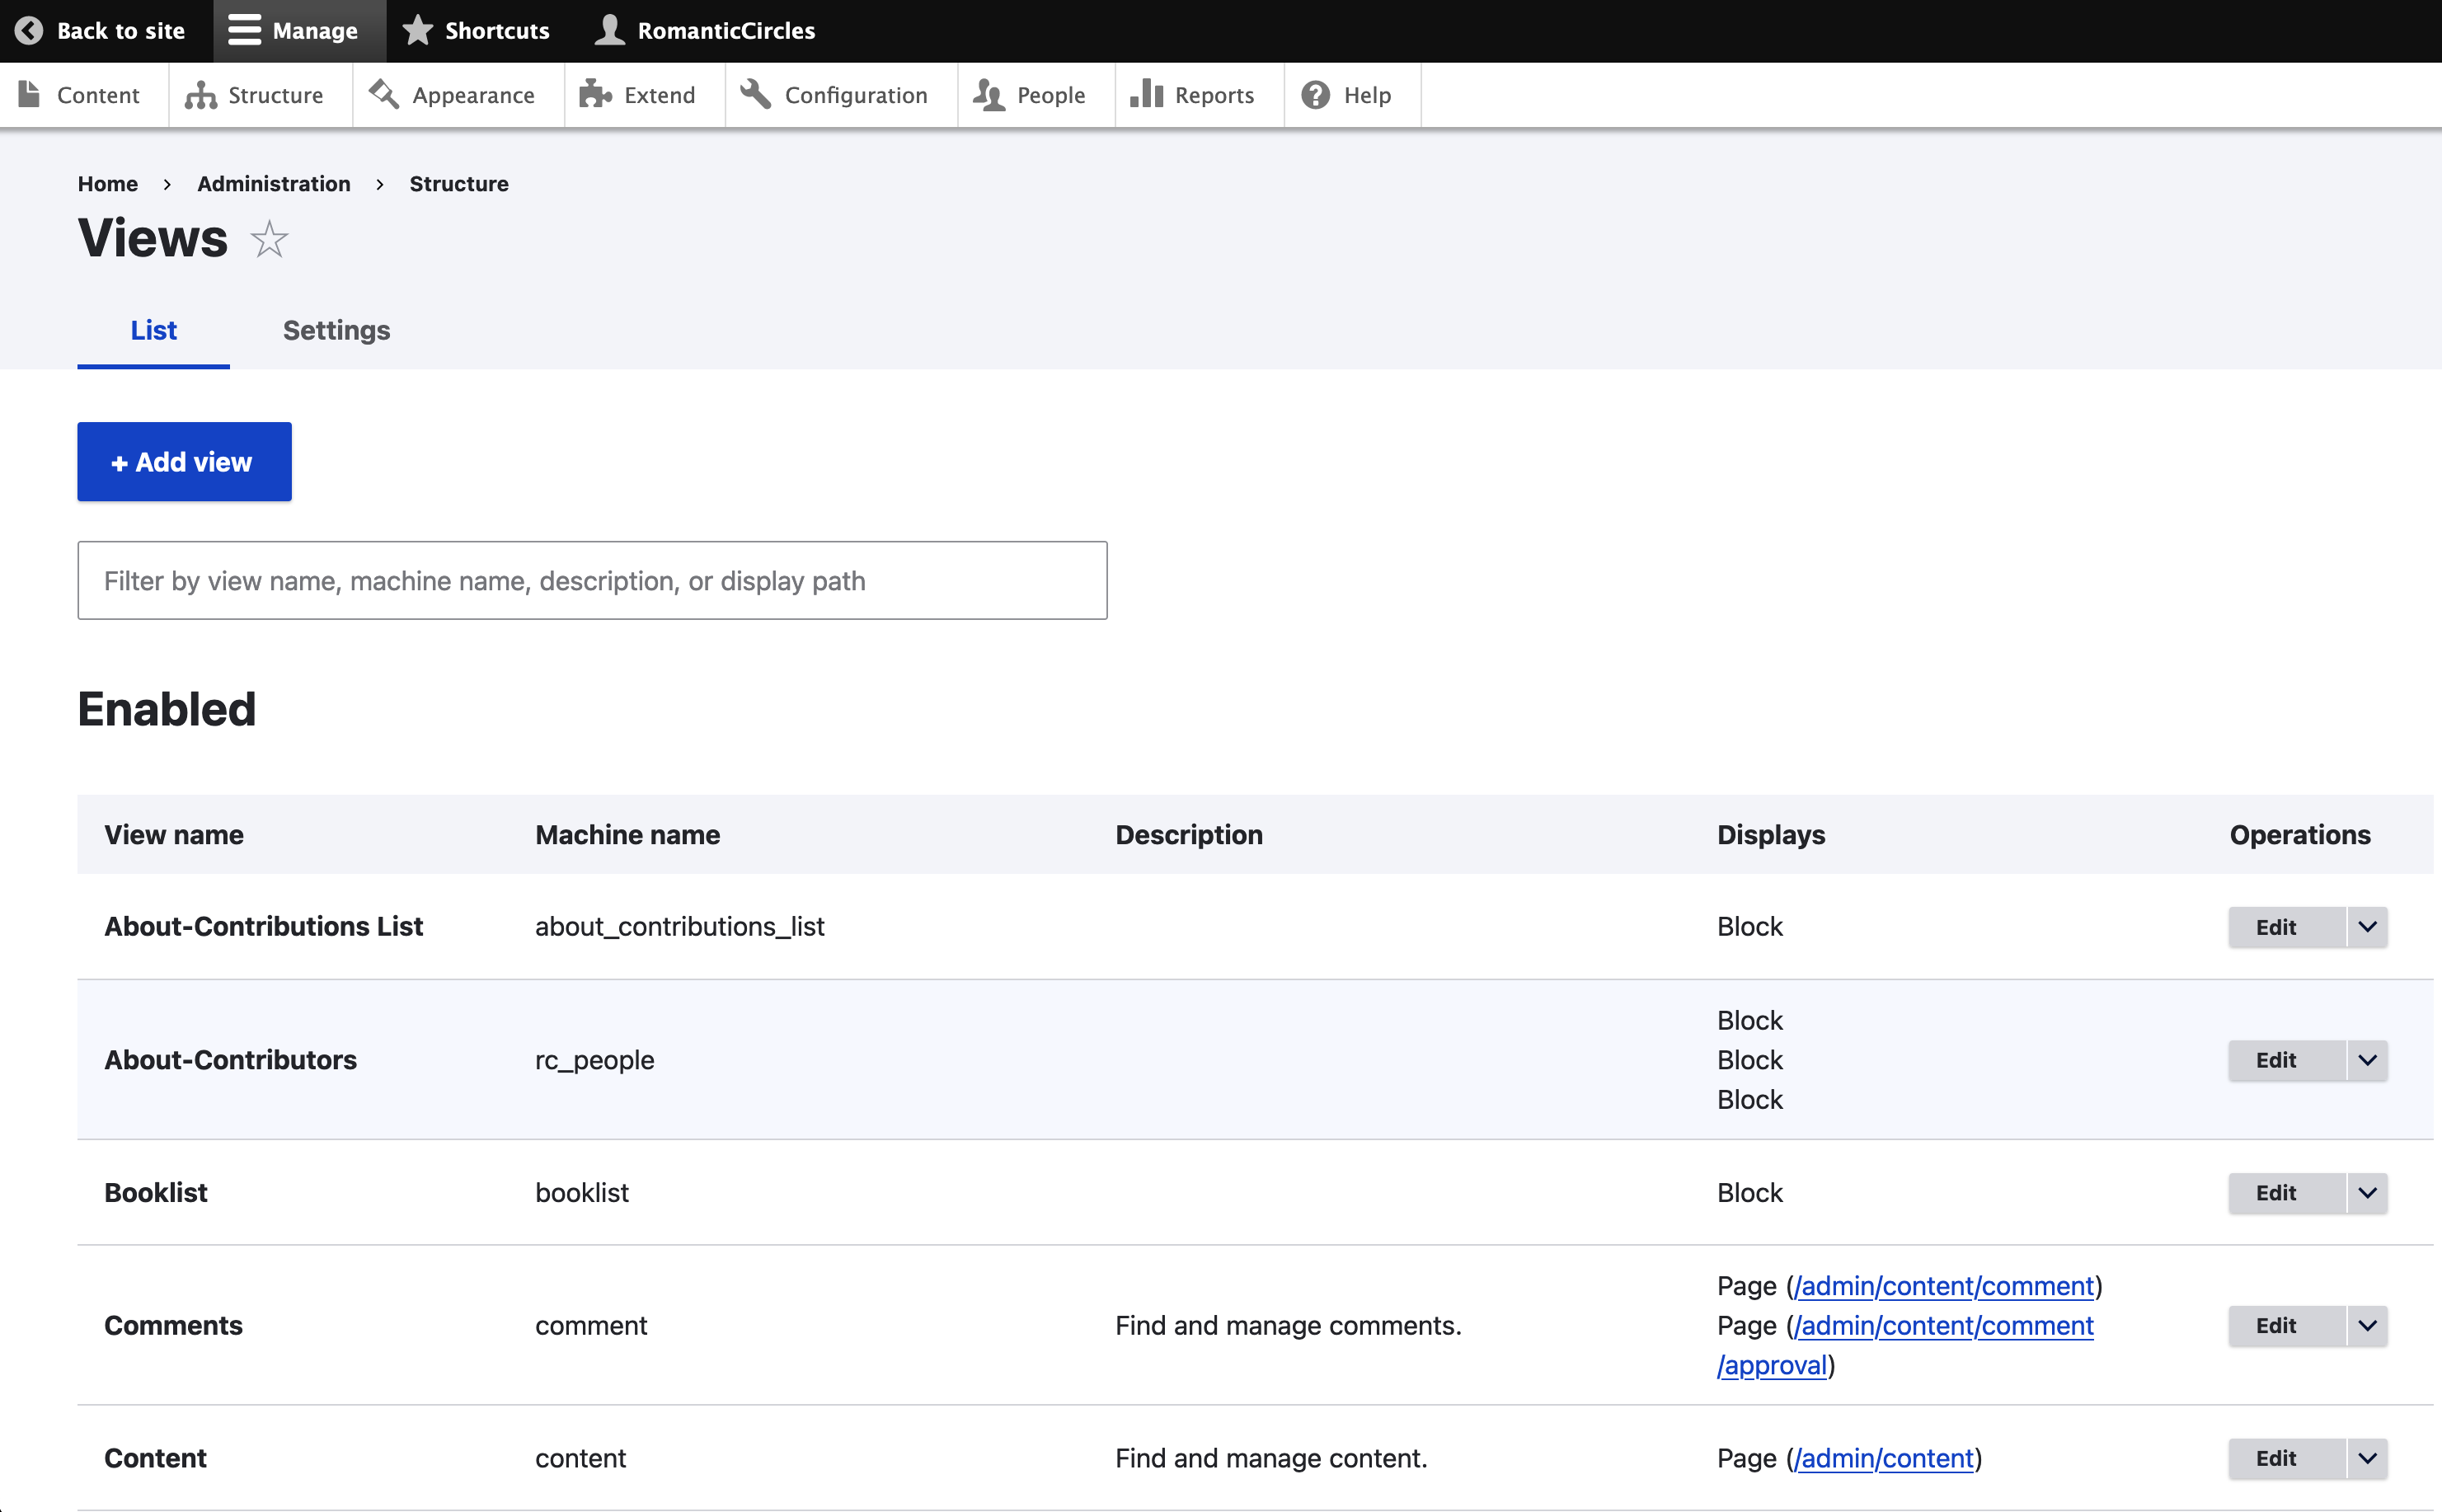 Back to site Manage Shortcuts RomanticCircles
Content Structure Appearance Extend Configuration People Reports Help
Home › Administration › Structure
Views
List Settings
+ Add view
Filter by view name, machine name, description, or display path
Enabled
View name Machine name Description Displays Operations
About-Contributions List about_contributions_list Block Edit
Block
About-Contributors rc_people Block Edit
Block
Booklist booklist Block Edit
Page (/admin/content/comment)
Comments comment Find and manage comments. Page (/admin/content/comment Edit
/approval)
Content content Find and manage content. Page (/admin/content) Edit